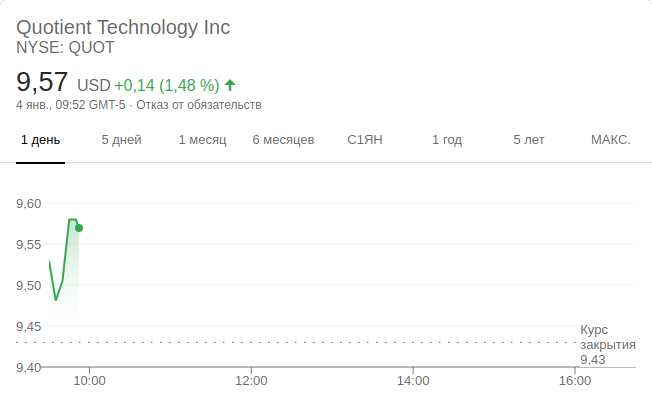 Quotient Technology Inc
NYSE: QUOT
9,57 USD +0,14 (1,48 %)
4 янв., 09:52 GMT-5 · Отказ от обязательств
1 день 5 дней 1 месяц 6 месяцев С1ЯН 1 год 5 лет МАКС.
9,60
9,55
9,50
9,45
9,40
Курс
закрытия
9,43
10:00 12:00 14:00 16:00